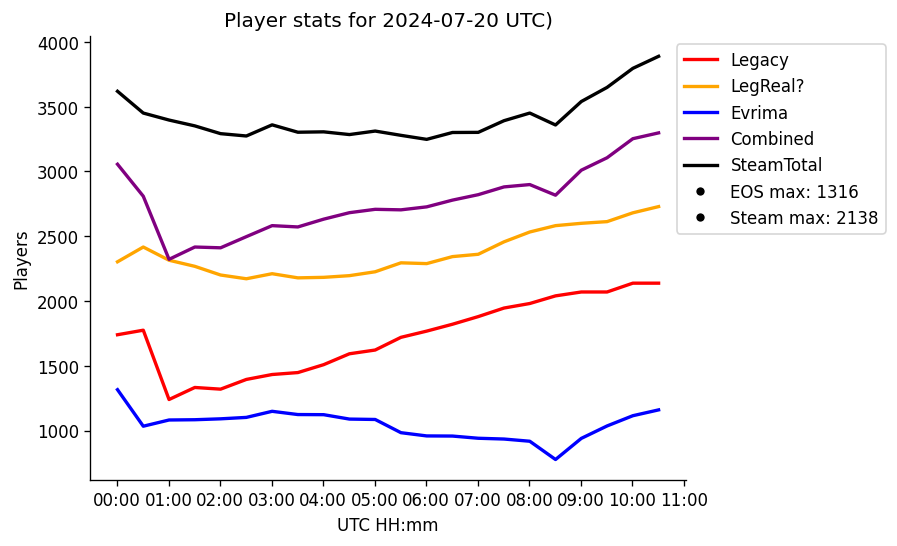 Player stats for 2024-07-20 UTC)
4000
3500
3000
2500
2000
1500
1000
Players
00:00 01:00 02:00 03:00 04:00 05:00 06:00 07:00 08:00 09:00 10:00 11:00
UTC HH:mm
Legacy
LegReal?
Evrima
Combined
SteamTotal
EOS max: 1316
Steam max: 2138